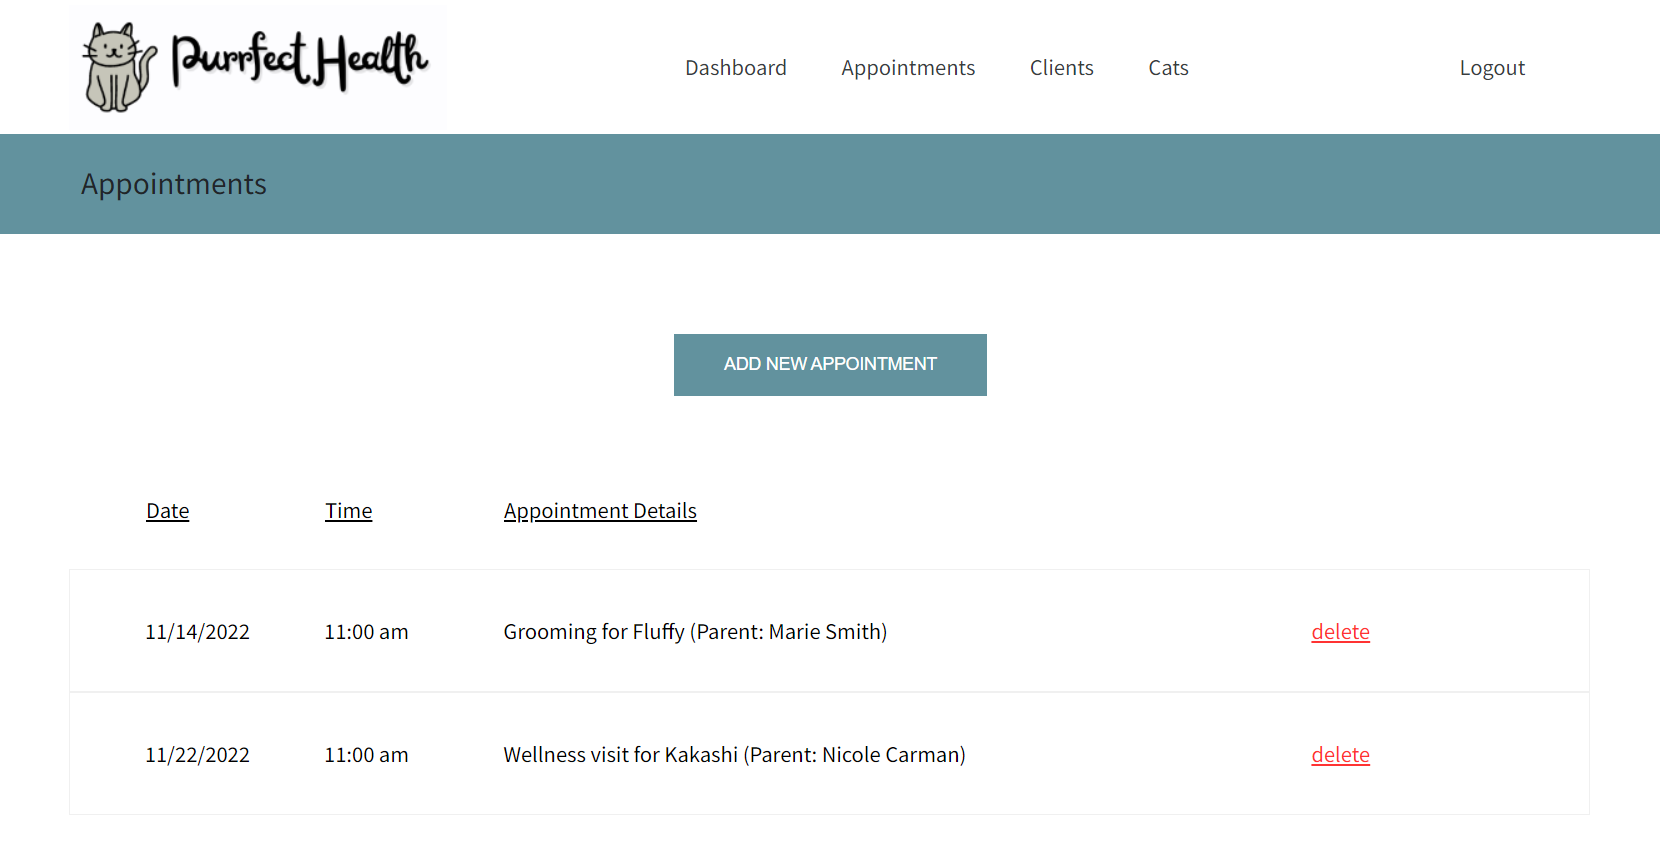 Purrfect Health
Dashboard Appointments Clients Cats Logout
Appointments
ADD NEW APPOINTMENT
Date Time Appointment Details
11/14/2022 11:00 am Grooming for Fluffy (Parent: Marie Smith) delete
11/22/2022 11:00 am Wellness visit for Kakashi (Parent: Nicole Carman) delete